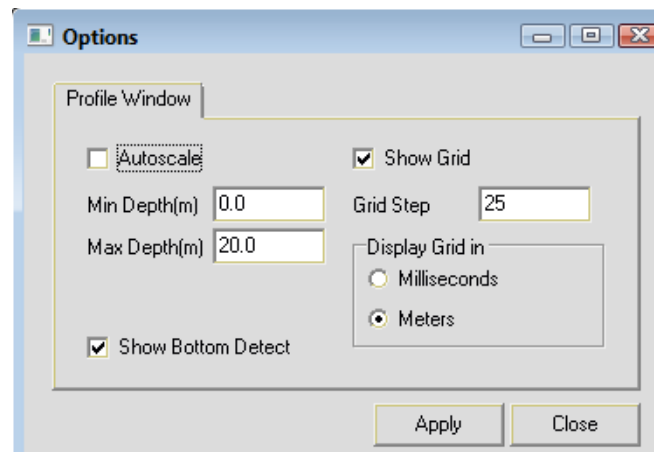 Options
Profile Window
Autoscale
Show Grid
Min Depth(m) 0.0
Grid Step 25
Max Depth(m) 20.0
Display Grid in
Milliseconds
Meters
Show Bottom Detect
Apply Close